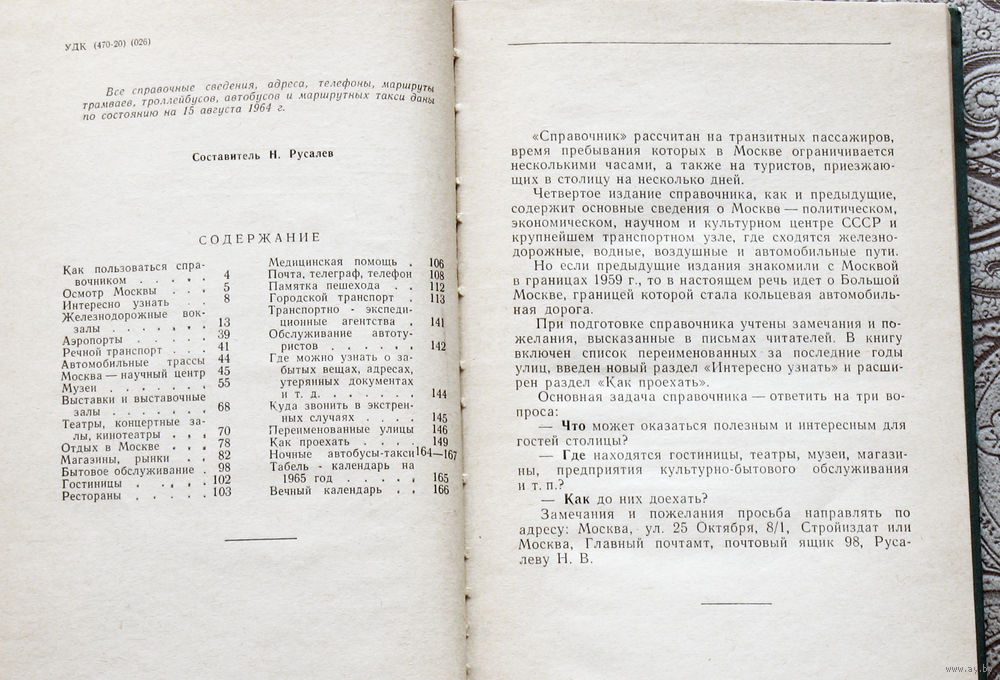 УДК (470-20) (026)
Все справочные сведения, адреса, телефоны, маршруты
трамваев, троллейбусов, автобусов и маршрутных такси даны
по состоянию на 15 августа 1964 г.
Составитель Н. Русалев
СОДЕРЖАНИЕ
Как пользоваться спра-
вочником . . . . . 4
Осмотр Москвы . . . 5
Интересно узнать . . . 8
Железнодорожные вок-
залы . . . . . . . 13
Аэропорты . . . . . 39
Речной транспорт . . . 41
Автомобильные трассы 44
Москва — научный центр 45
Музеи . . . . . . . 55
Выставки и выставочные
залы . . . . . . . 68
Театры, концертные за-
лы, кинотеатры . . . 70
Отдых в Москве . . . 78
Магазины, рынки . . . 82
Бытовое обслуживание . 98
Гостиницы . . . . . 102
Рестораны . . . . . 103
Медицинская помощь . 106
Почта, телеграф, телефон 108
Памятка пешехода . . 112
Городской транспорт . 113
Транспортно - экспеди-
ционные агентства . 141
Обслуживание автоту-
ристов . . . . . . 142
Где можно узнать о за-
бытых вещах, адресах,
утерянных документах
и т. д. . . . . . . 144
Куда звонить в экстрен-
ных случаях . . . . 145
Переименованные улицы 146
Как проехать . . . . 149
Ночные автобусы-такси 164—167
Табель - календарь на
1965 год . . . . . 165
Вечный календарь . . 166
«Справочник» рассчитан на транзитных пассажиров,
время пребывания которых в Москве ограничивается
несколькими часами, а также на туристов, приезжаю-
щих в столицу на несколько дней.
Четвертое издание справочника, как и предыдущие,
содержит основные сведения о Москве — политическом,
экономическом, научном и культурном центре СССР и
крупнейшем транспортном узле, где сходятся железно-
дорожные, водные, воздушные и автомобильные пути.
Но если предыдущие издания знакомили с Москвой
в границах 1959 г., то в настоящем речь идет о Большой
Москве, границей которой стала кольцевая автомобиль-
ная дорога.
При подготовке справочника учтены замечания и по-
желания, высказанные в письмах читателей. В книгу
включен список переименованных за последние годы
улиц, введен новый раздел «Интересно узнать» и расши-
рен раздел «Как проехать».
Основная задача справочника — ответить на три во-
проса:
— Что может оказаться полезным и интересным для
гостей столицы?
— Где находятся гостиницы, театры, музеи, магази-
ны, предприятия культурно-бытового обслуживания
и т. п.?
— Как до них доехать?
Замечания и пожелания просьба направлять по
адресу: Москва, ул. 25 Октября, 8/1, Стройиздат или
Москва, Главный почтамт, почтовый ящик 98, Руса-
леву Н. В.
www.ay.by